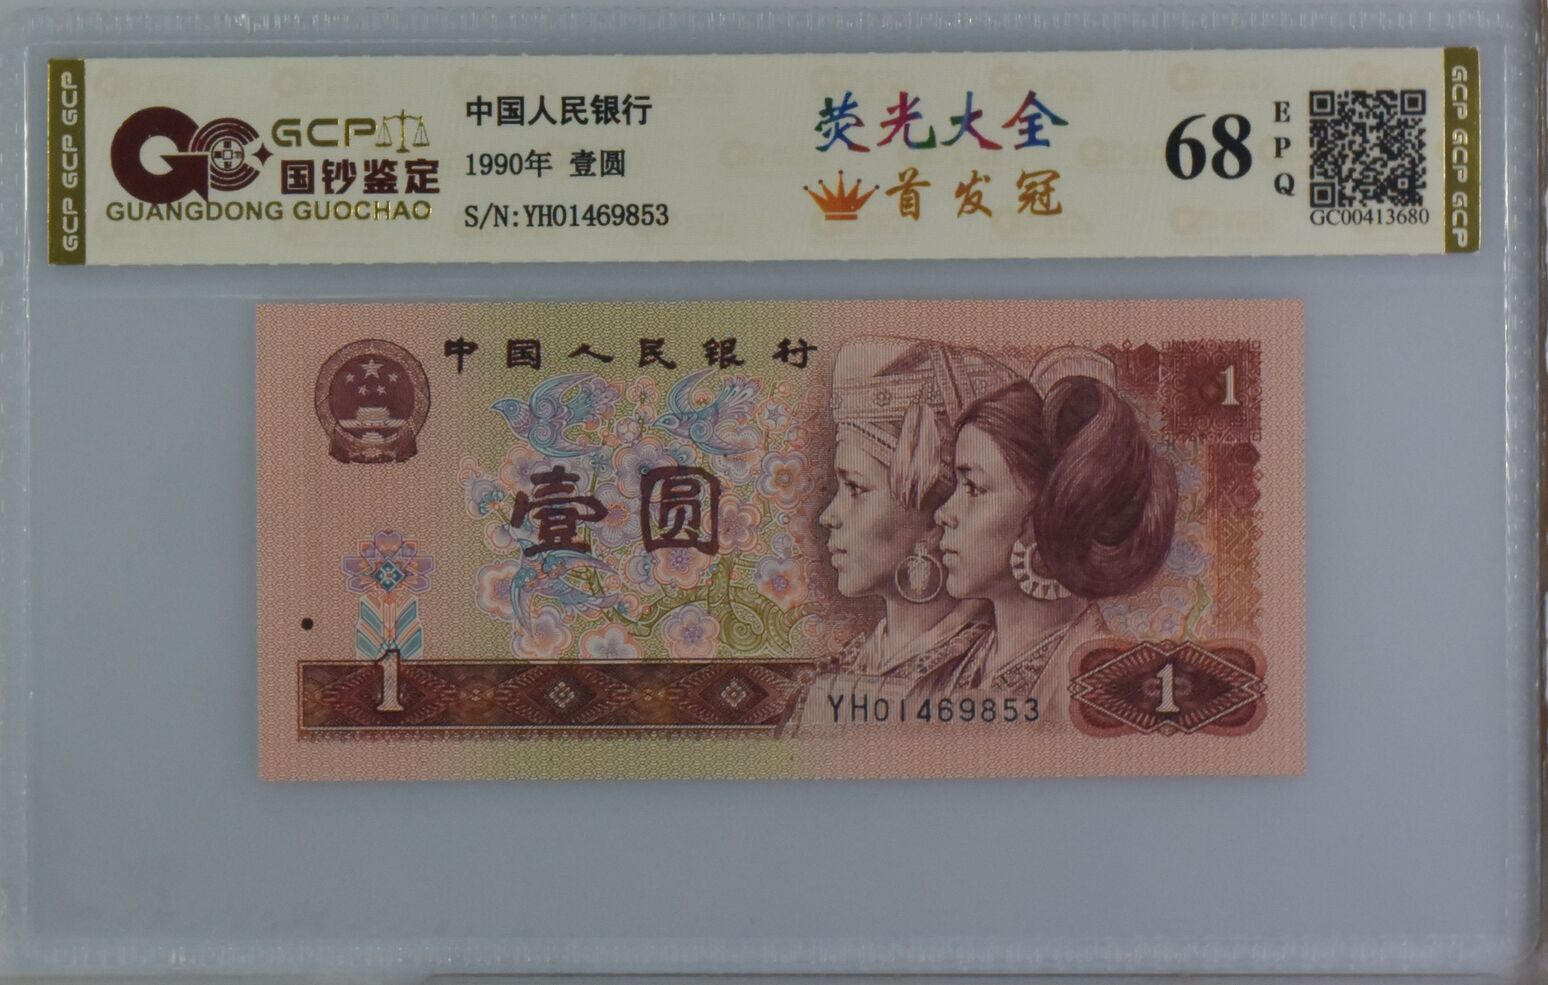 GCP GCP GCP
GCP
国钞鉴定
GUANGDONG GUOCHAO
中国人民银行
1990年 壹圆
S/N:YH01469853
荧光大全
首发冠
68
EPQ
GC00413680
GCP GCP GCP
中国人民银行
1
壹圆
1
YH01469853
1